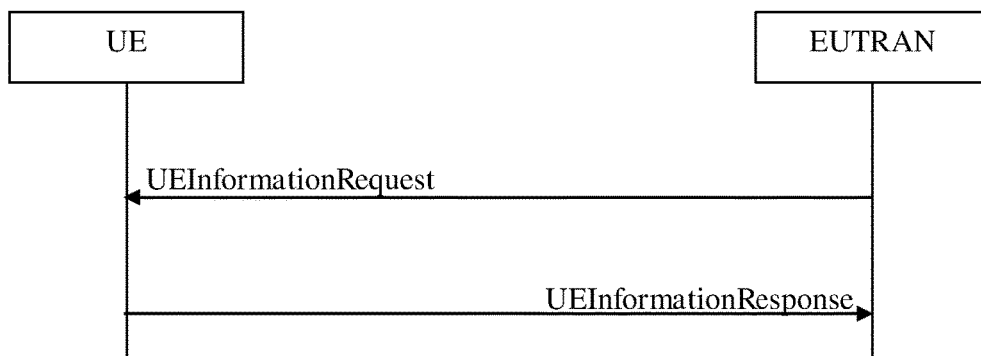 UE
EUTRAN
UEInformationRequest
UEInformationResponse